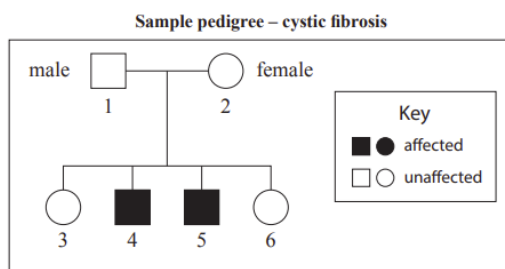 Sample pedigree – cystic fibrosis
male
female
1
2
Key
affected
unaffected
3
4
5
6